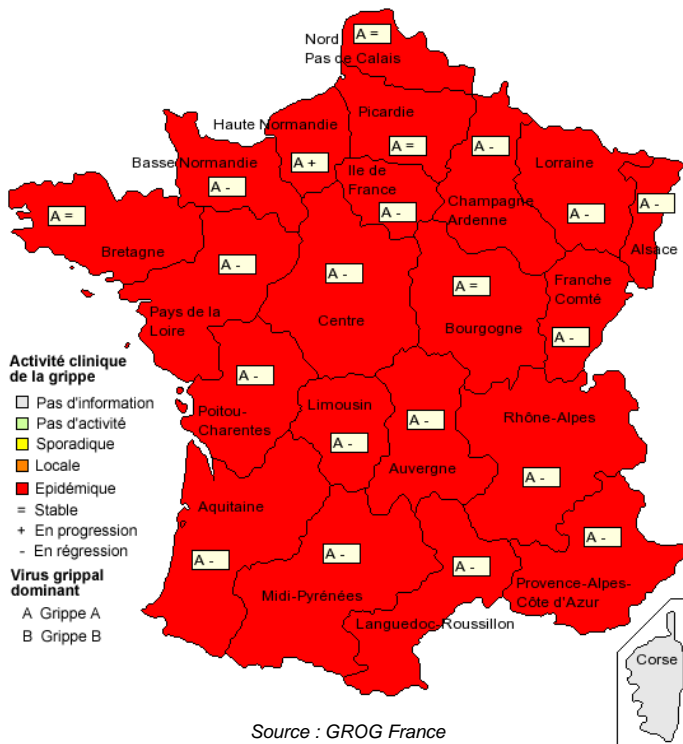 A =
Nord
Pas de Calais
Haute Normandie
Picardie
A -
Basse Normandie
A +
A =
Lorraine
Ile de
France
A -
A -
Champagne
Ardenne
A -
A -
A =
Bretagne
Alsace
A -
A -
A =
Franche
Comté
Pays de la
Loire
Centre
Bourgogne
A -
Activité clinique
de la grippe
Pas d'information
Pas d'activité
Sporadique
Locale
Epidémique
= Stable
+ En progression
- En régression
Virus grippal
dominant
A Grippe A
B Grippe B
A -
Poitou-
Charentes
Limousin
A -
A -
Auvergne
Rhône-Alpes
A -
Aquitaine
A -
A -
Midi-Pyrénées
A -
Languedoc-Roussillon
A -
Provence-Alpes-
Côte d'Azur
Corse
Source : GROG France